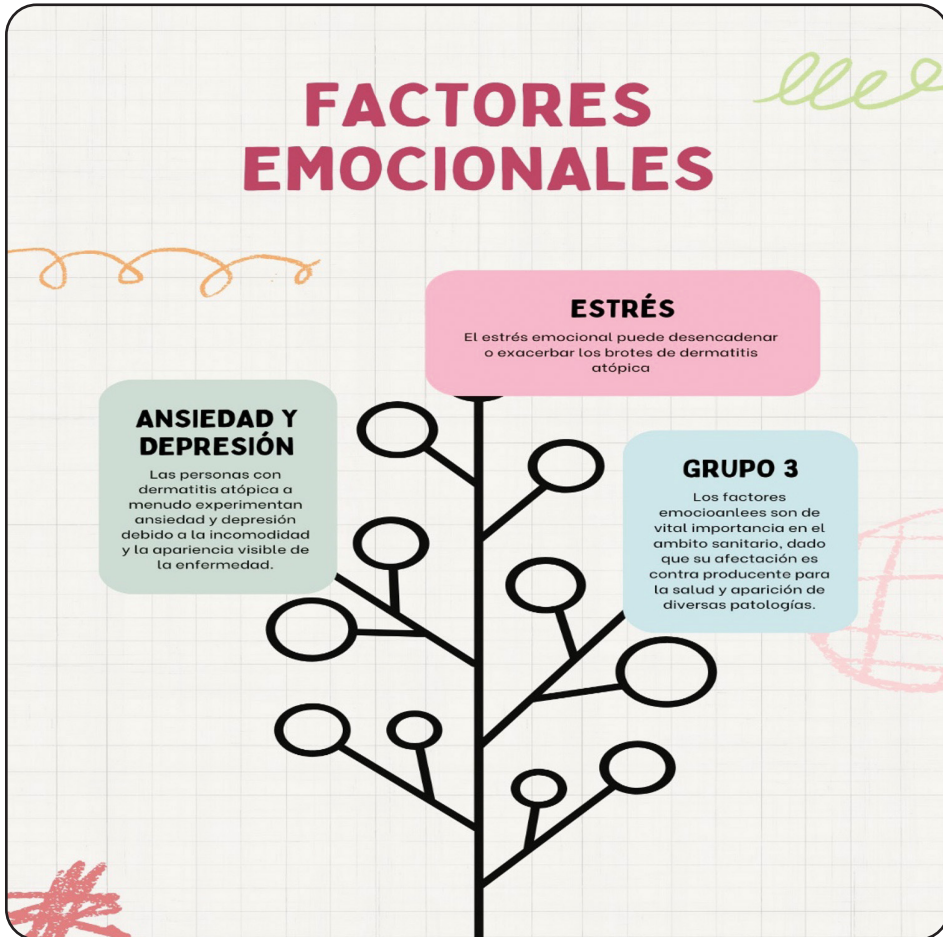 FACTORES
EMOCIONALES
ESTRÉS
El estrés emocional puede desencadenar
o exacerbar los brotes de dermatitis
atópica
ANSIEDAD Y
DEPRESIÓN
Las personas con
dermatitis atópica a
menudo experimentan
ansiedad y depresión
debido a la incomodidad
y la apariencia visible de
la enfermedad.
GRUPO 3
Los factores
emocioanlees son de
vital importancia en el
ambito sanitario, dado
que su afectación es
contra producente para
la salud y aparición de
diversas patologías.